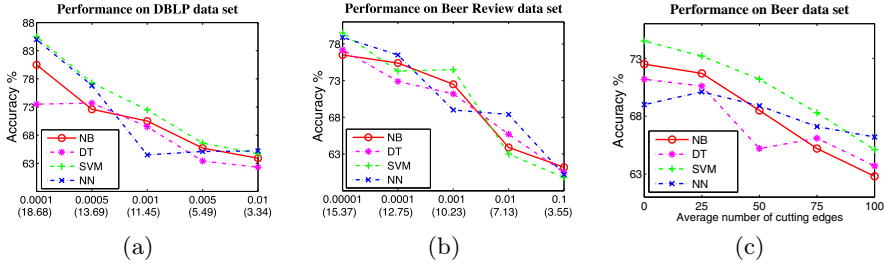 Performance on DBLP data set
Accuracy %
88
83
78
73
68
63
NB
DT
SVM
NN
0.0001 0.0005 0.001 0.005 0.01
(18.68) (13.69) (11.45) (5.49) (3.34)
(a)
Performance on Beer Review data set
Accuracy %
78
73
68
63
NB
DT
SVM
NN
0.00001 0.0001 0.001 0.01 0.1
(15.37) (12.75) (10.23) (7.13) (3.55)
(b)
Performance on Beer data set
Accuracy %
73
68
63
NB
DT
SVM
NN
0 25 50 75 100
Average number of cutting edges
(c)